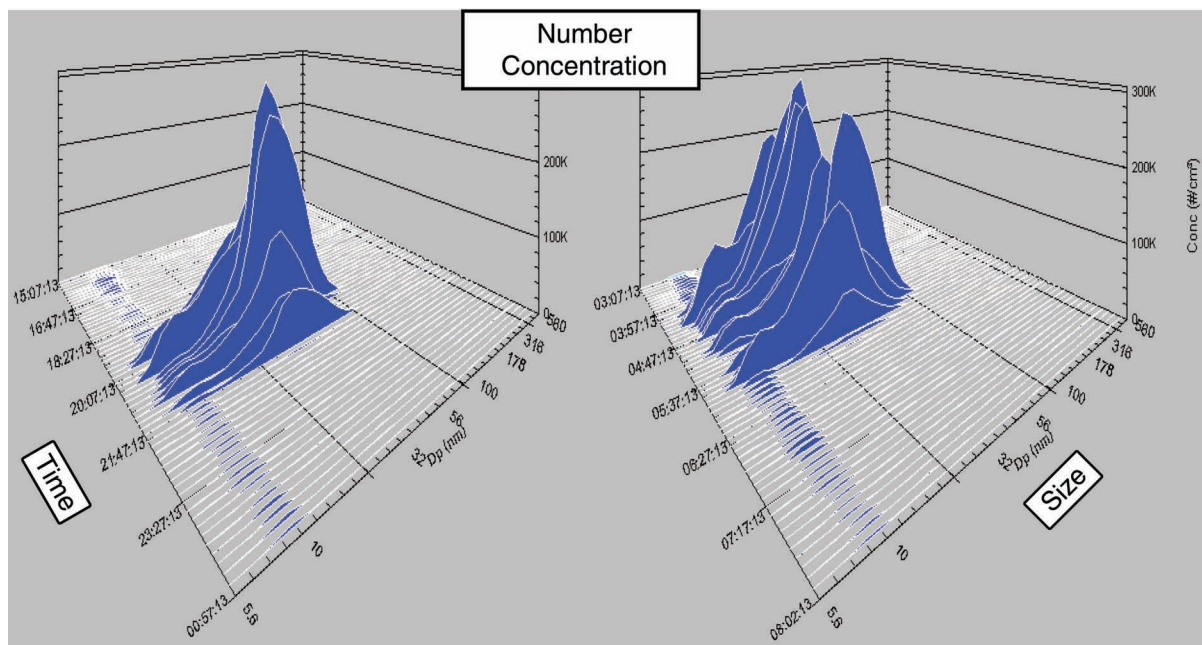 Number
Concentration
200K
100K
0
15:07:13
16:47:13
18:27:13
20:07:13
21:47:13
23:27:13
00:57:13
5.6
10
32
Dp (nm)
56
100
178
316
560
Time
300K
200K
100K
0
Conc (#/cm³)
03:07:13
03:57:13
04:47:13
05:37:13
06:27:13
07:17:13
08:02:13
5.6
10
32
Dp (nm)
56
100
178
316
560
Size